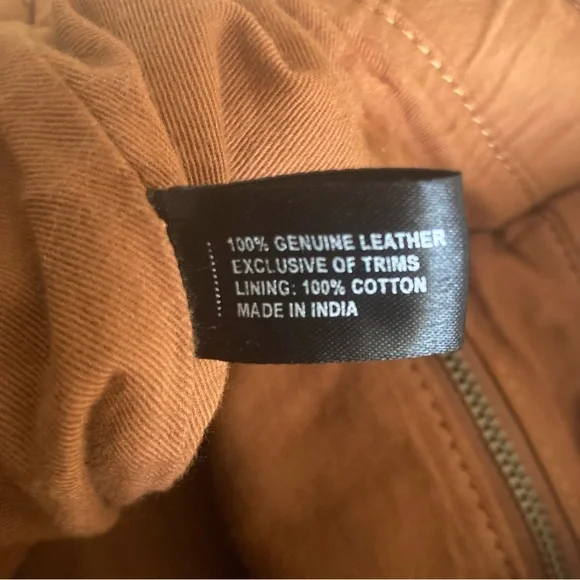 100% GENUINE LEATHER
EXCLUSIVE OF TRIMS
LINING: 100% COTTON
MADE IN INDIA